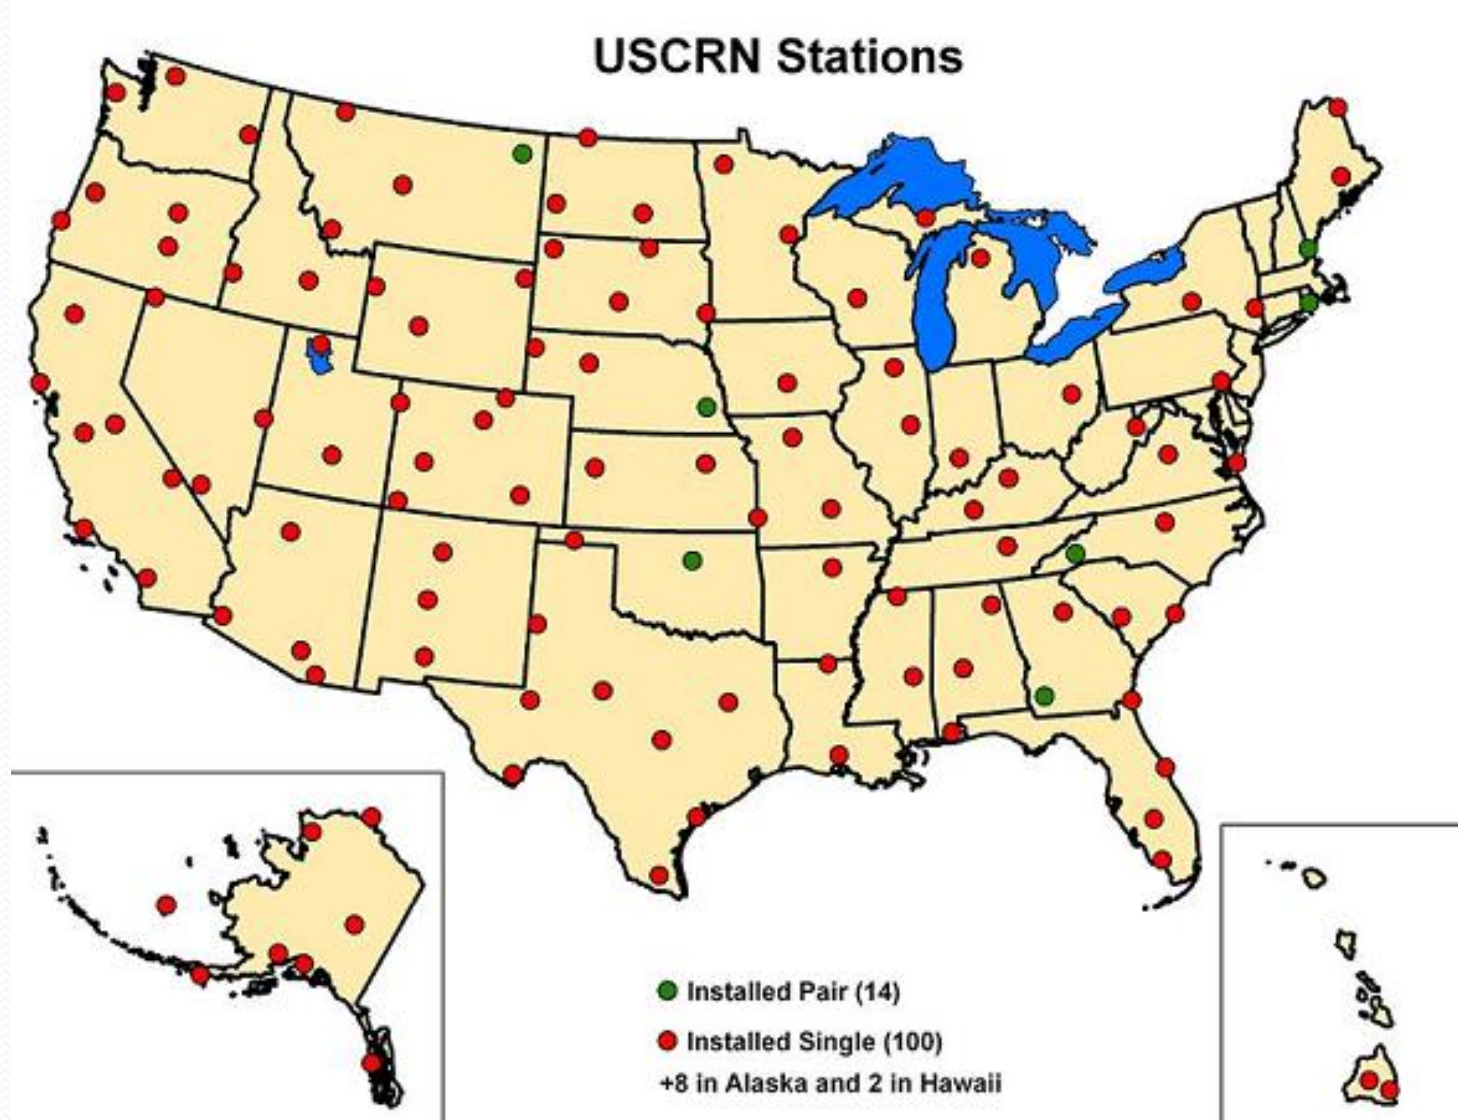 USCRN Stations
Installed Pair (14)
Installed Single (100)
+8 in Alaska and 2 in Hawaii